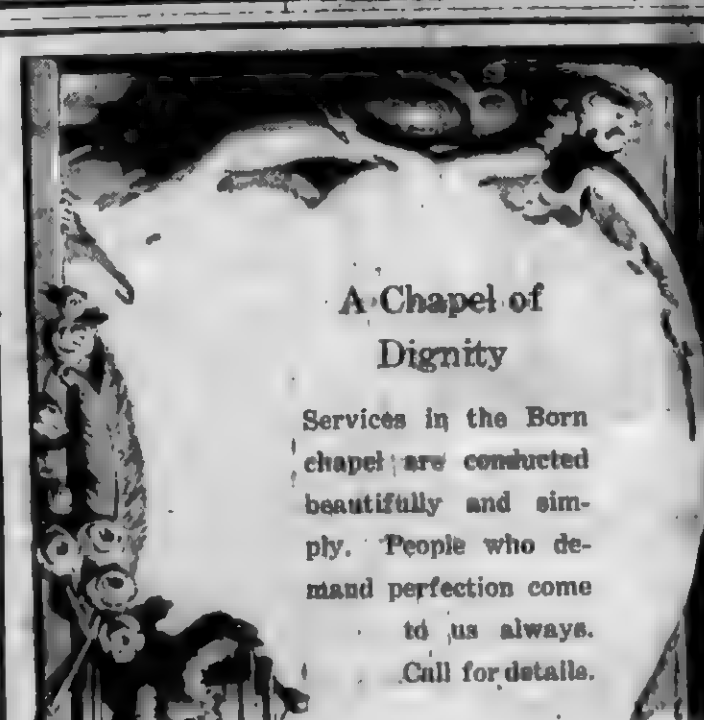 A Chapel of
Dignity
Services in the Born
chapel are conducted
beautifully and sim-
ply. People who de-
mand perfection come
to us always.
Call for details.